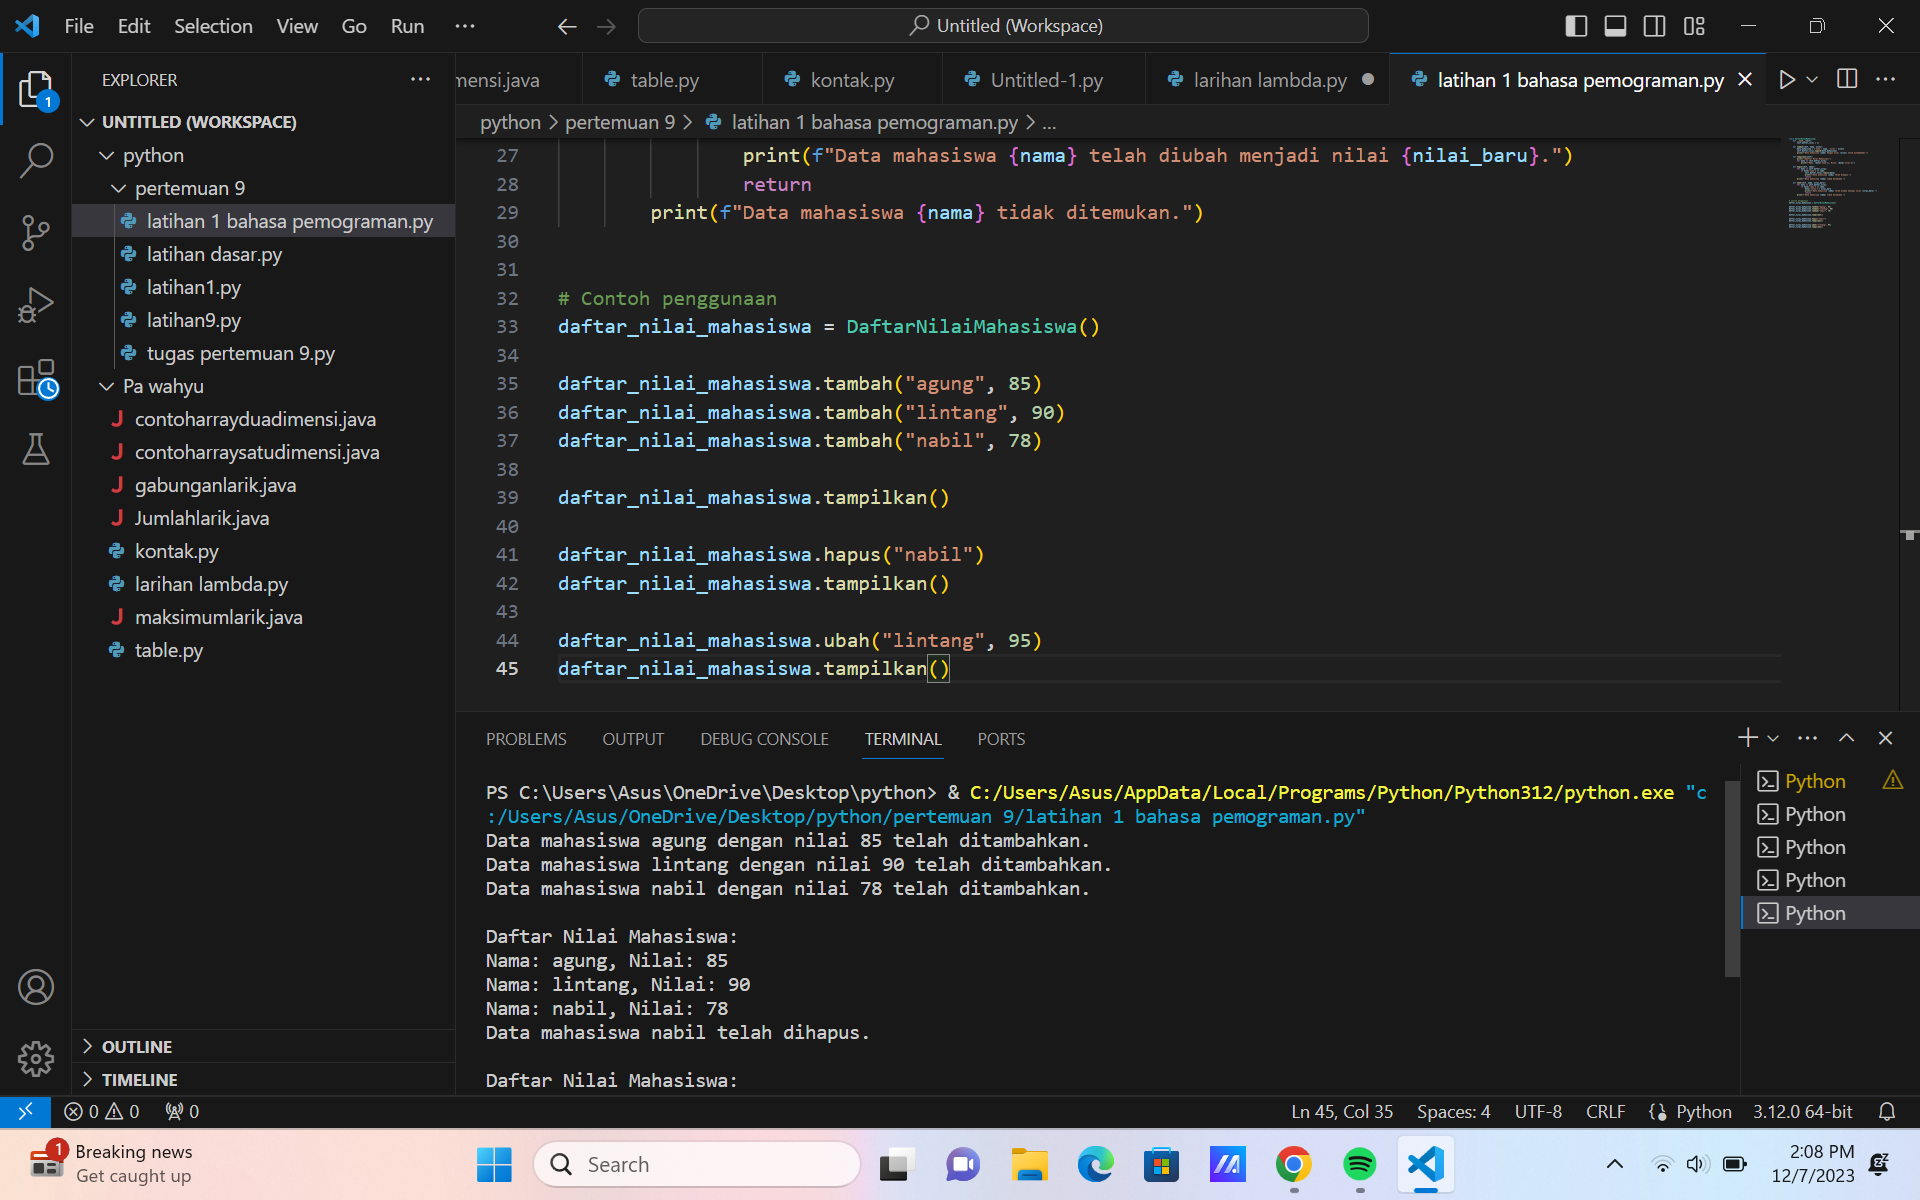 File Edit Selection View Go Run ···
Untitled (Workspace)
EXPLORER
mensi.java table.py kontak.py Untitled-1.py larihan lambda.py latihan 1 bahasa pemograman.py
python > pertemuan 9 > latihan 1 bahasa pemograman.py > ...
1
UNTITLED (WORKSPACE)
python
pertemuan 9
latihan 1 bahasa pemograman.py
latihan dasar.py
latihan1.py
latihan9.py
tugas pertemuan 9.py
Pa wahyu
contoharrayduadimensi.java
contoharraysatudimensi.java
gabunganlarik.java
Jumlahlarik.java
kontak.py
larihan lambda.py
maksimumlarik.java
table.py
OUTLINE
TIMELINE
27 print(f"Data mahasiswa {nama} telah diubah menjadi nilai {nilai_baru}.")
28 return
29 print(f"Data mahasiswa {nama} tidak ditemukan.")
30
31
32 # Contoh penggunaan
33 daftar_nilai_mahasiswa = DaftarNilaiMahasiswa()
34
35 daftar_nilai_mahasiswa.tambah("agung", 85)
36 daftar_nilai_mahasiswa.tambah("lintang", 90)
37 daftar_nilai_mahasiswa.tambah("nabil", 78)
38
39 daftar_nilai_mahasiswa.tampilkan()
40
41 daftar_nilai_mahasiswa.hapus("nabil")
42 daftar_nilai_mahasiswa.tampilkan()
43
44 daftar_nilai_mahasiswa.ubah("lintang", 95)
45 daftar_nilai_mahasiswa.tampilkan()
PROBLEMS OUTPUT DEBUG CONSOLE TERMINAL PORTS
PS C:\Users\Asus\OneDrive\Desktop\python> & C:/Users/Asus/AppData/Local/Programs/Python/Python312/python.exe "c
:/Users/Asus/OneDrive/Desktop/python/pertemuan 9/latihan 1 bahasa pemograman.py"
Data mahasiswa agung dengan nilai 85 telah ditambahkan.
Data mahasiswa lintang dengan nilai 90 telah ditambahkan.
Data mahasiswa nabil dengan nilai 78 telah ditambahkan.
Daftar Nilai Mahasiswa:
Nama: agung, Nilai: 85
Nama: lintang, Nilai: 90
Nama: nabil, Nilai: 78
Data mahasiswa nabil telah dihapus.
Daftar Nilai Mahasiswa:
Python
Python
Python
Python
Python
0 0 0
Ln 45, Col 35 Spaces: 4 UTF-8 CRLF Python 3.12.0 64-bit
1
Breaking news
Get caught up
Search
2:08 PM
12/7/2023